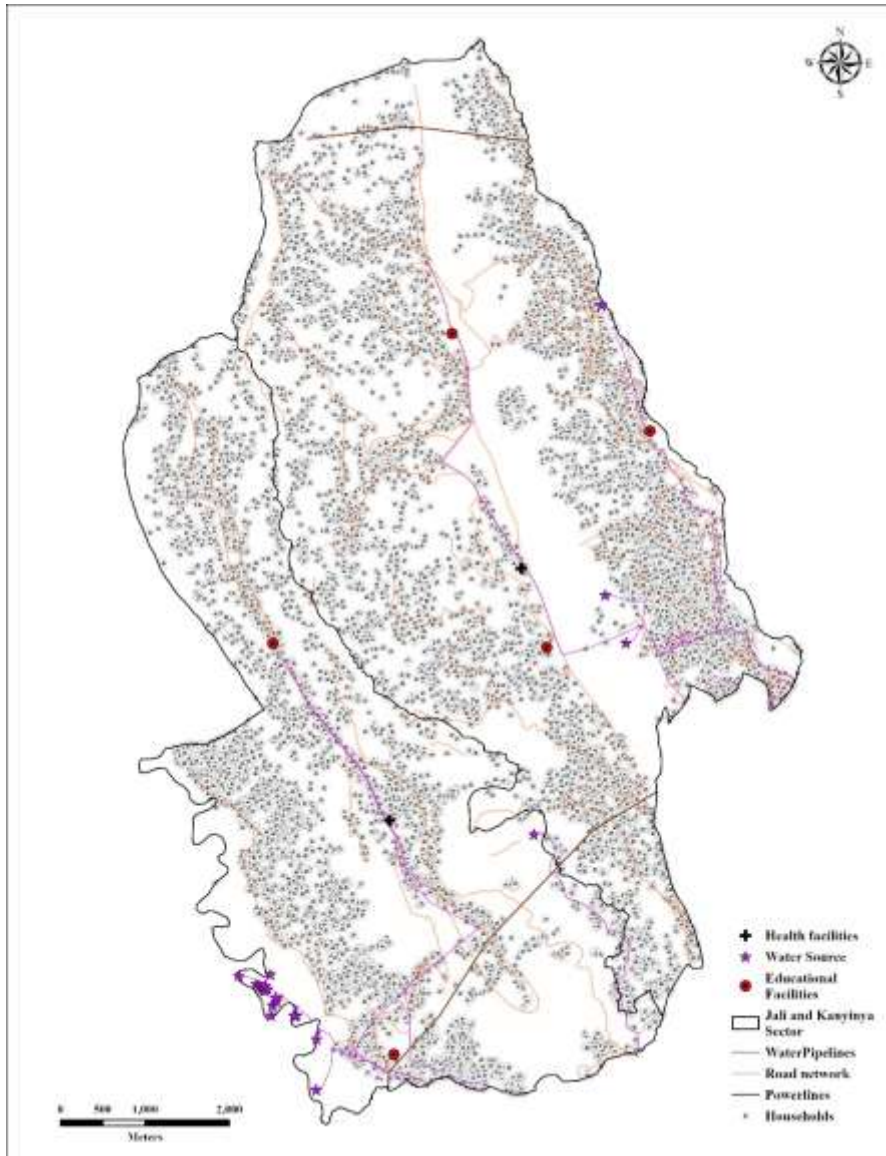 N
W E
S
Health facilities
Water Source
Educational
Facilities
Jali and Kanyinya
Sector
WaterPipelines
Road network
Powerlines
Households
0 500 1,000 2,000
Meters